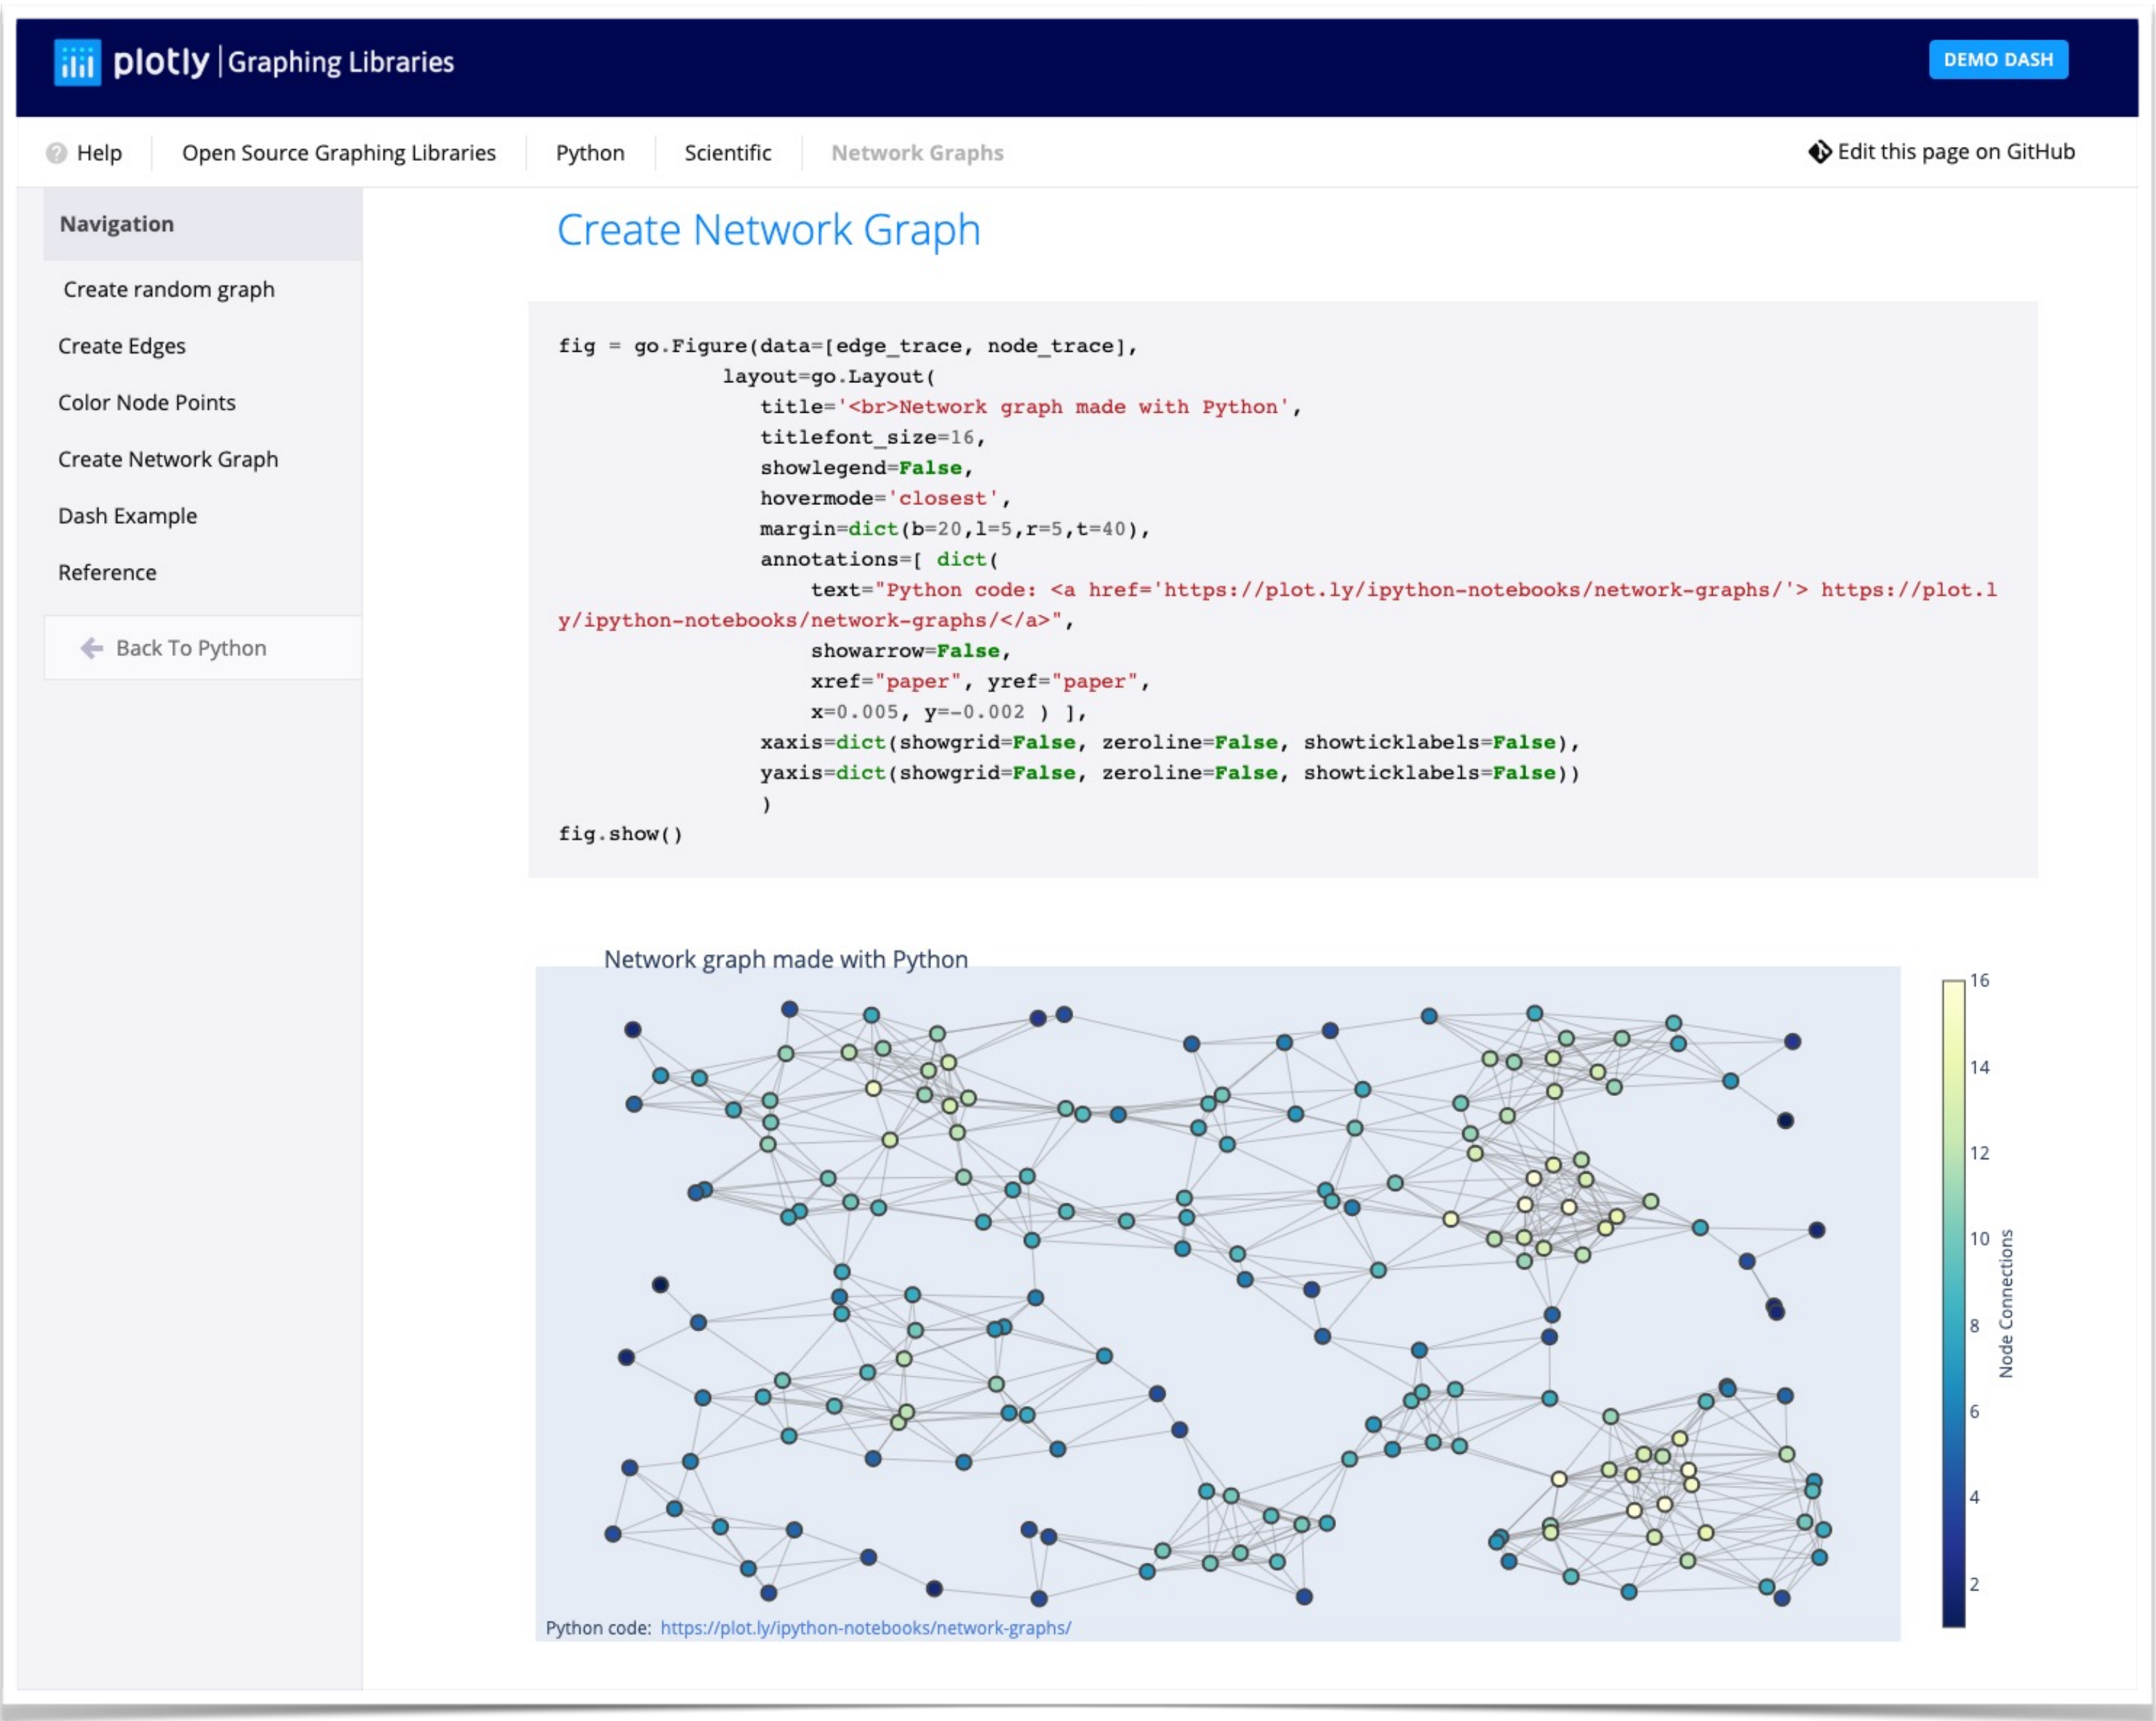 plotly | Graphing Libraries
DEMO DASH
? Help
Open Source Graphing Libraries
Python
Scientific
Network Graphs
Edit this page on GitHub
Navigation
Create random graph
Create Edges
Color Node Points
Create Network Graph
Dash Example
Reference
Back To Python
Create Network Graph
fig = go.Figure(data=[edge_trace, node_trace],
layout=go.Layout(
title='<br>Network graph made with Python',
titlefont_size=16,
showlegend=False,
hovermode='closest',
margin=dict(b=20,l=5,r=5,t=40),
annotations=[ dict(
text="Python code: <a href='https://plot.ly/ipython-notebooks/network-graphs/'> https://plot.l
y/ipython-notebooks/network-graphs/</a>",
showarrow=False,
xref="paper", yref="paper",
x=0.005, y=-0.002 ) ],
xaxis=dict(showgrid=False, zeroline=False, showticklabels=False),
yaxis=dict(showgrid=False, zeroline=False, showticklabels=False))
)
fig.show()
Network graph made with Python
16
14
12
10
8
6
4
2
Node Connections
Python code: https://plot.ly/ipython-notebooks/network-graphs/